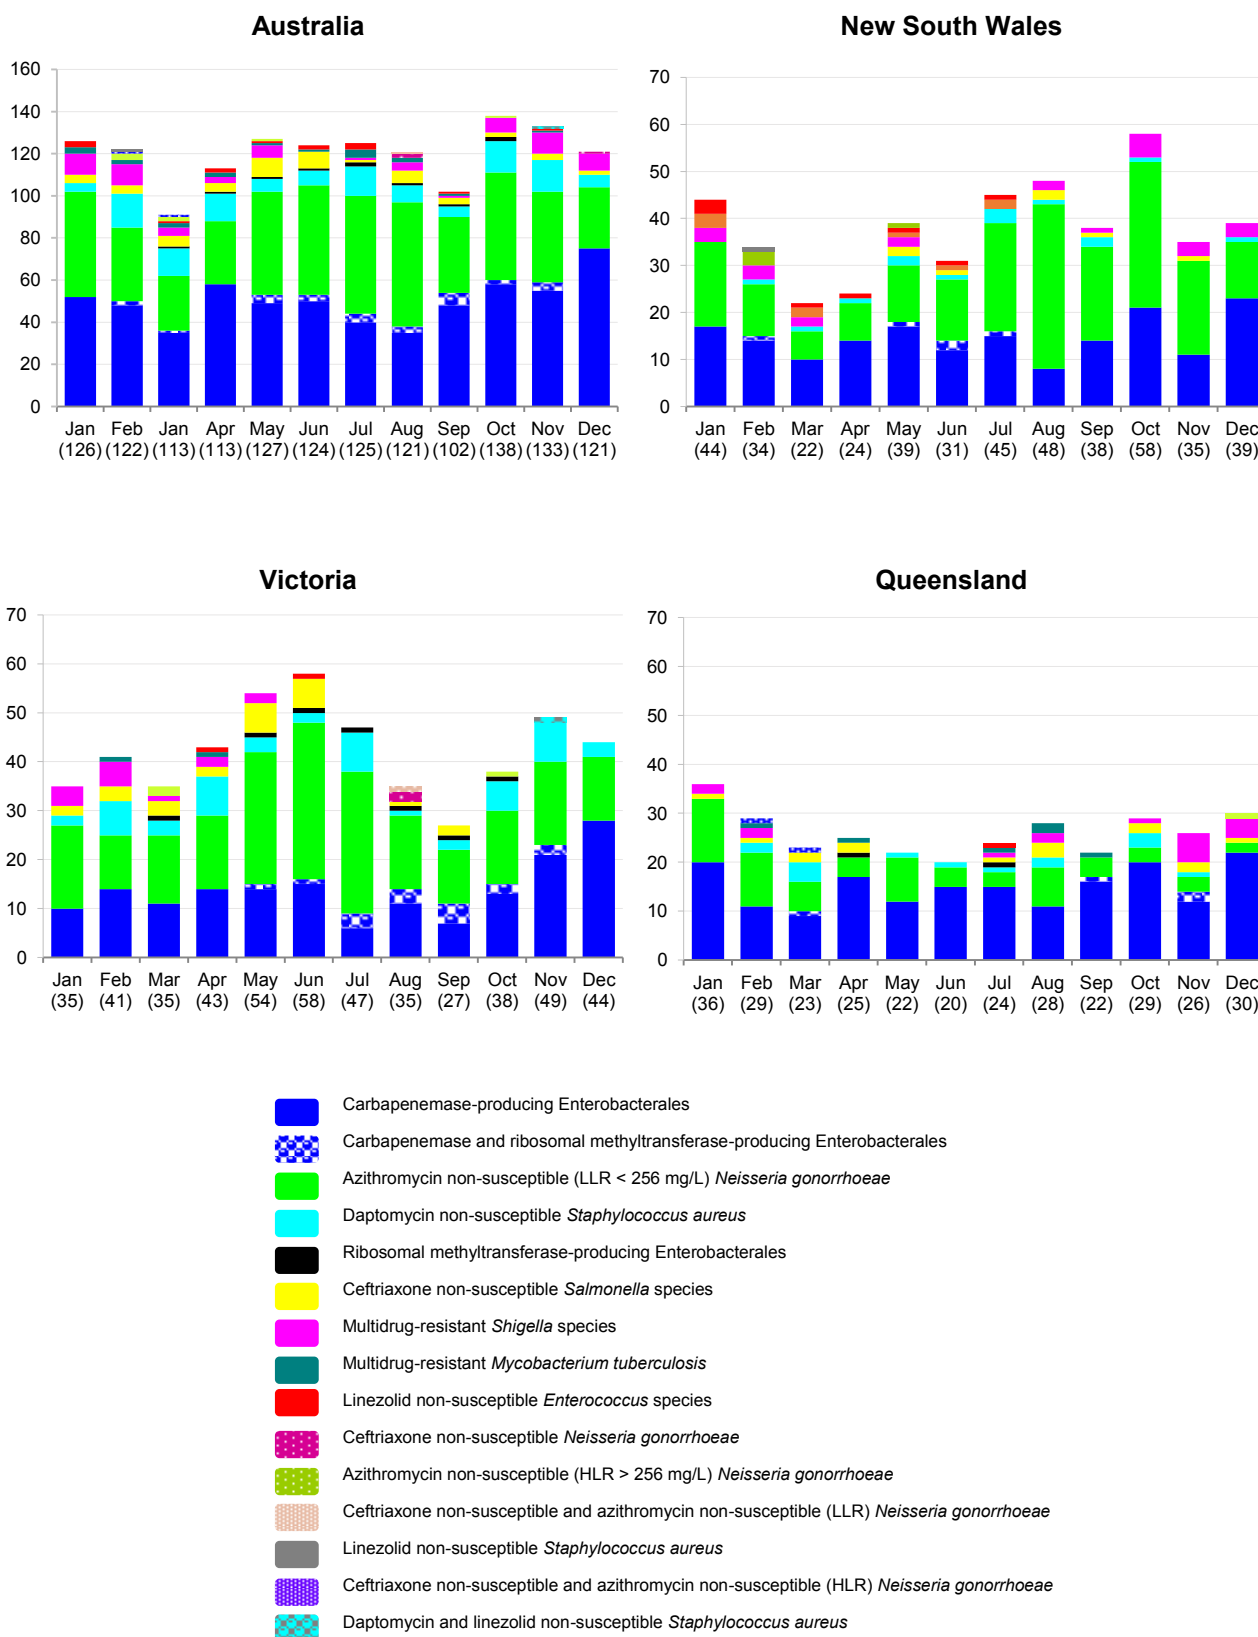 Australia
New South Wales
160
140
120
100
80
60
40
20
0
Jan Feb Jan Apr May Jun Jul Aug Sep Oct Nov Dec
(126) (122) (113) (113) (127) (124) (125) (121) (102) (138) (133) (121)
70
60
50
40
30
20
10
0
Jan Feb Mar Apr May Jun Jul Aug Sep Oct Nov Dec
(44) (34) (22) (24) (39) (31) (45) (48) (38) (58) (35) (39)
Victoria
Queensland
70
60
50
40
30
20
10
0
Jan Feb Mar Apr May Jun Jul Aug Sep Oct Nov Dec
(35) (41) (35) (43) (54) (58) (47) (35) (27) (38) (49) (44)
70
60
50
40
30
20
10
0
Jan Feb Mar Apr May Jun Jul Aug Sep Oct Nov Dec
(36) (29) (23) (25) (22) (20) (24) (28) (22) (29) (26) (30)
Carbapenemase-producing Enterobacterales
Carbapenemase and ribosomal methyltransferase-producing Enterobacterales
Azithromycin non-susceptible (LLR < 256 mg/L) Neisseria gonorrhoeae
Daptomycin non-susceptible Staphylococcus aureus
Ribosomal methyltransferase-producing Enterobacterales
Ceftriaxone non-susceptible Salmonella species
Multidrug-resistant Shigella species
Multidrug-resistant Mycobacterium tuberculosis
Linezolid non-susceptible Enterococcus species
Ceftriaxone non-susceptible Neisseria gonorrhoeae
Azithromycin non-susceptible (HLR > 256 mg/L) Neisseria gonorrhoeae
Ceftriaxone non-susceptible and azithromycin non-susceptible (LLR) Neisseria gonorrhoeae
Linezolid non-susceptible Staphylococcus aureus
Ceftriaxone non-susceptible and azithromycin non-susceptible (HLR) Neisseria gonorrhoeae
Daptomycin and linezolid non-susceptible Staphylococcus aureus